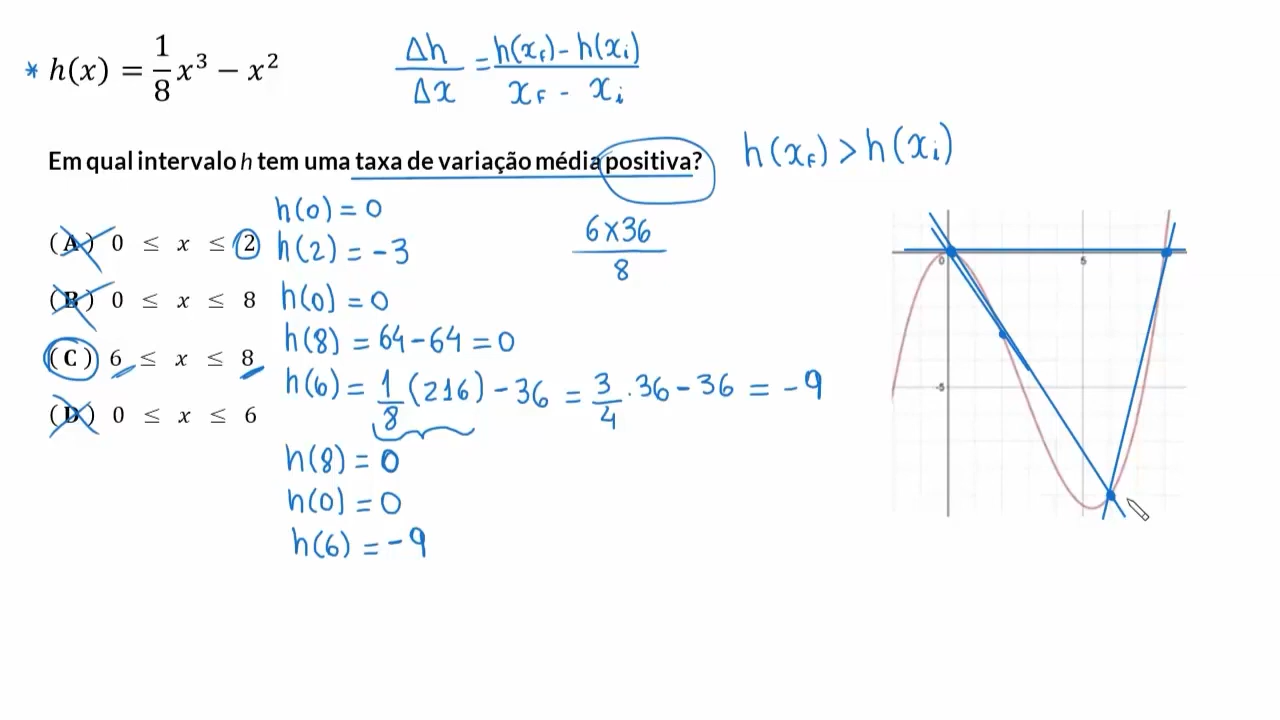 * h(x) = 1/8 x³ − x²
Δh/Δx = h(x_F) − h(x_i) / x_F − x_i
Em qual intervalo h tem uma taxa de variação média positiva?
h(x_F) > h(x_i)
(A) 0 ≤ x ≤ 2
(B) 0 ≤ x ≤ 8
(C) 6 ≤ x ≤ 8
(D) 0 ≤ x ≤ 6
h(0) = 0
h(2) = −3
h(0) = 0
h(8) = 64 − 64 = 0
h(6) = 1/8 (216) − 36 = 3/4 · 36 − 36 = −9
h(8) = 0
h(0) = 0
h(6) = −9
6×36/8
0 5
-5